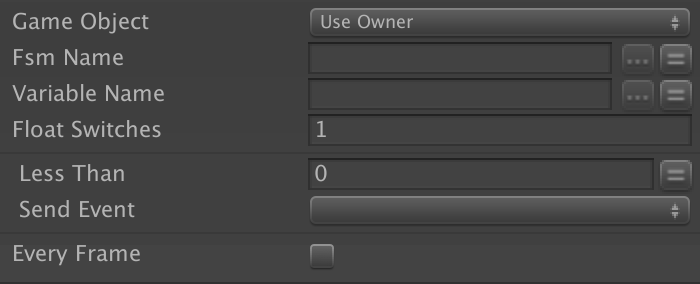 Game Object Use Owner
Fsm Name ...
Variable Name ...
Float Switches 1
Less Than 0
Send Event
Every Frame